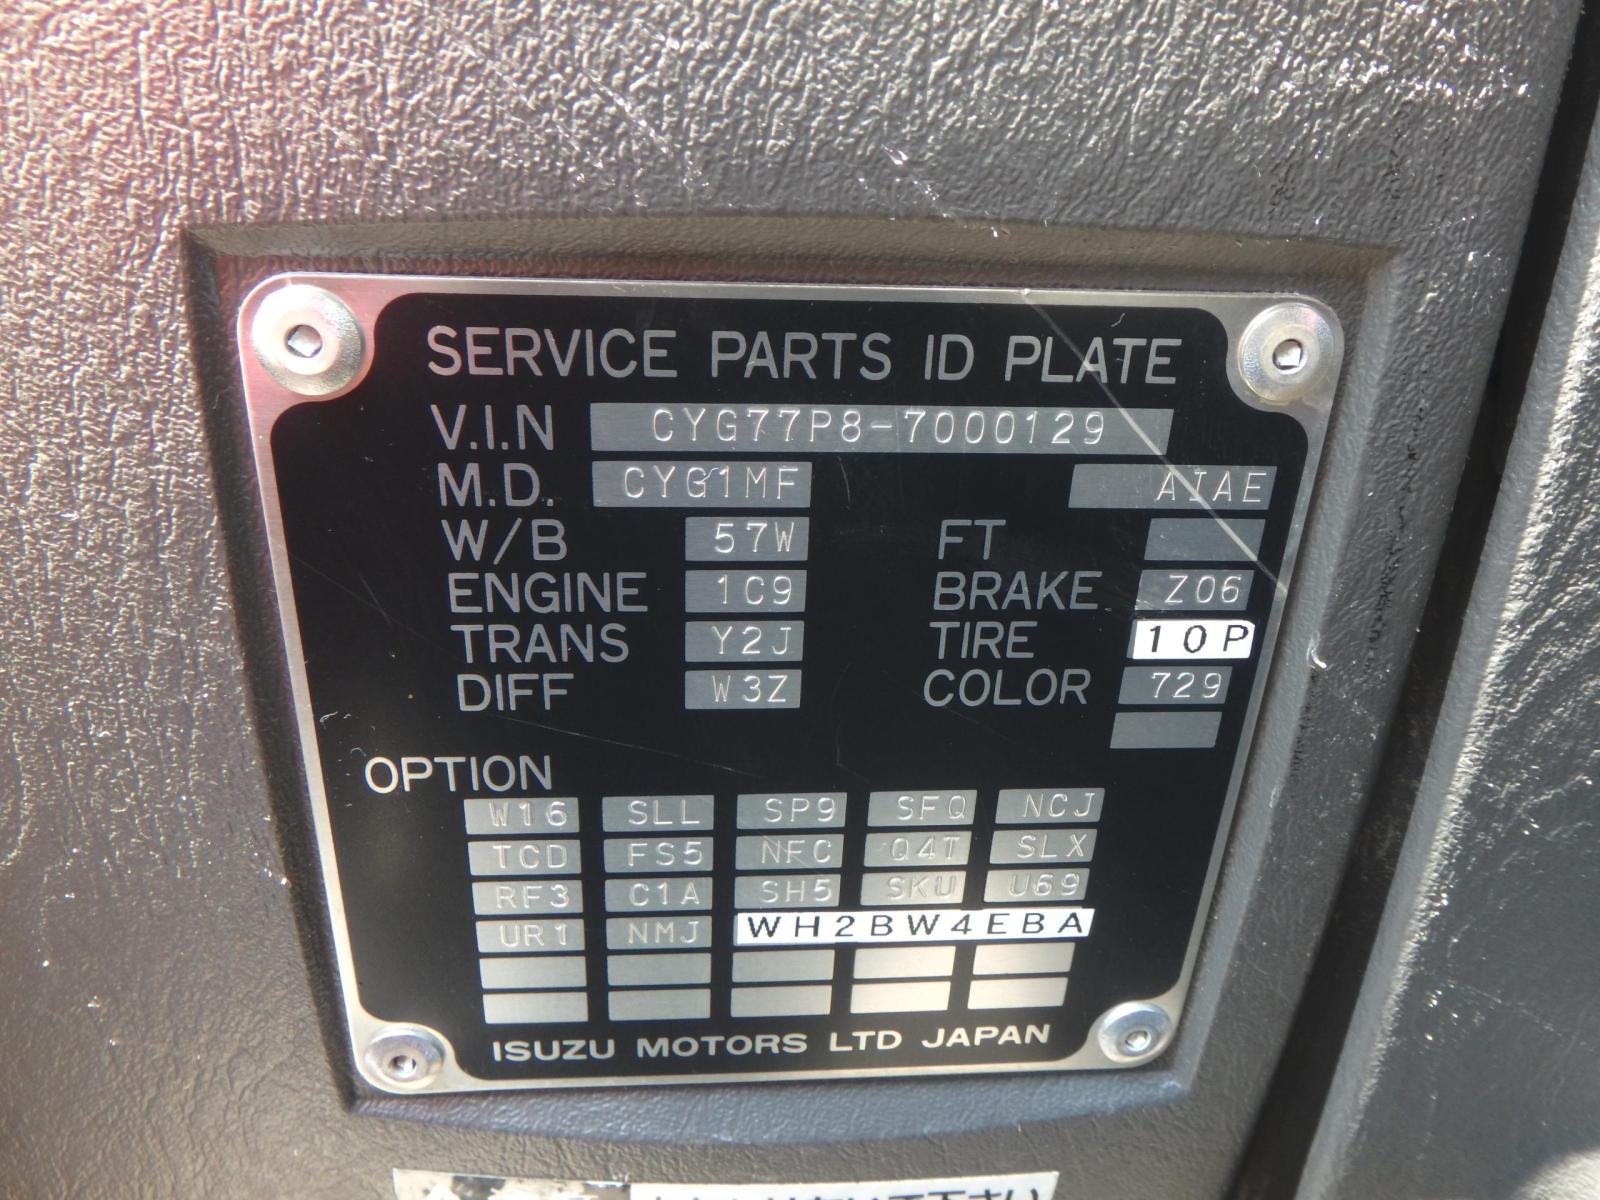 SERVICE PARTS ID PLATE
V.I.N CYG77P8-7000129
M.D. CYG1MF AIAE
W/B 57W FT
ENGINE 1C9 BRAKE Z06
TRANS Y2J TIRE 10P
DIFF W3Z COLOR 729
OPTION
W16 SLL SP9 SFQ NCJ
TCD FS5 NFC Q4T SLX
RF3 C1A SH5 SKU U69
UR1 NMJ WH2BW4EBA
ISUZU MOTORS LTD JAPAN